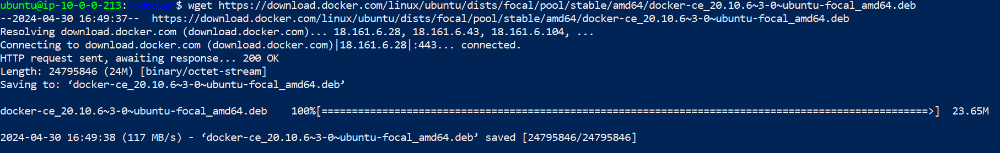 ubuntu@ip-10-0-0-213:~/docker$ wget https://download.docker.com/linux/ubuntu/dists/focal/pool/stable/amd64/docker-ce_20.10.6~3-0~ubuntu-focal_amd64.deb
--2024-04-30 16:49:37--  https://download.docker.com/linux/ubuntu/dists/focal/pool/stable/amd64/docker-ce_20.10.6~3-0~ubuntu-focal_amd64.deb
Resolving download.docker.com (download.docker.com)... 18.161.6.28, 18.161.6.43, 18.161.6.104, ...
Connecting to download.docker.com (download.docker.com)|18.161.6.28|:443... connected.
HTTP request sent, awaiting response... 200 OK
Length: 24795846 (24M) [binary/octet-stream]
Saving to: ‘docker-ce_20.10.6~3-0~ubuntu-focal_amd64.deb’
docker-ce_20.10.6~3-0~ubuntu-focal_amd64.deb    100%[====================================================================================================>]  23.65M
2024-04-30 16:49:38 (117 MB/s) - ‘docker-ce_20.10.6~3-0~ubuntu-focal_amd64.deb’ saved [24795846/24795846]